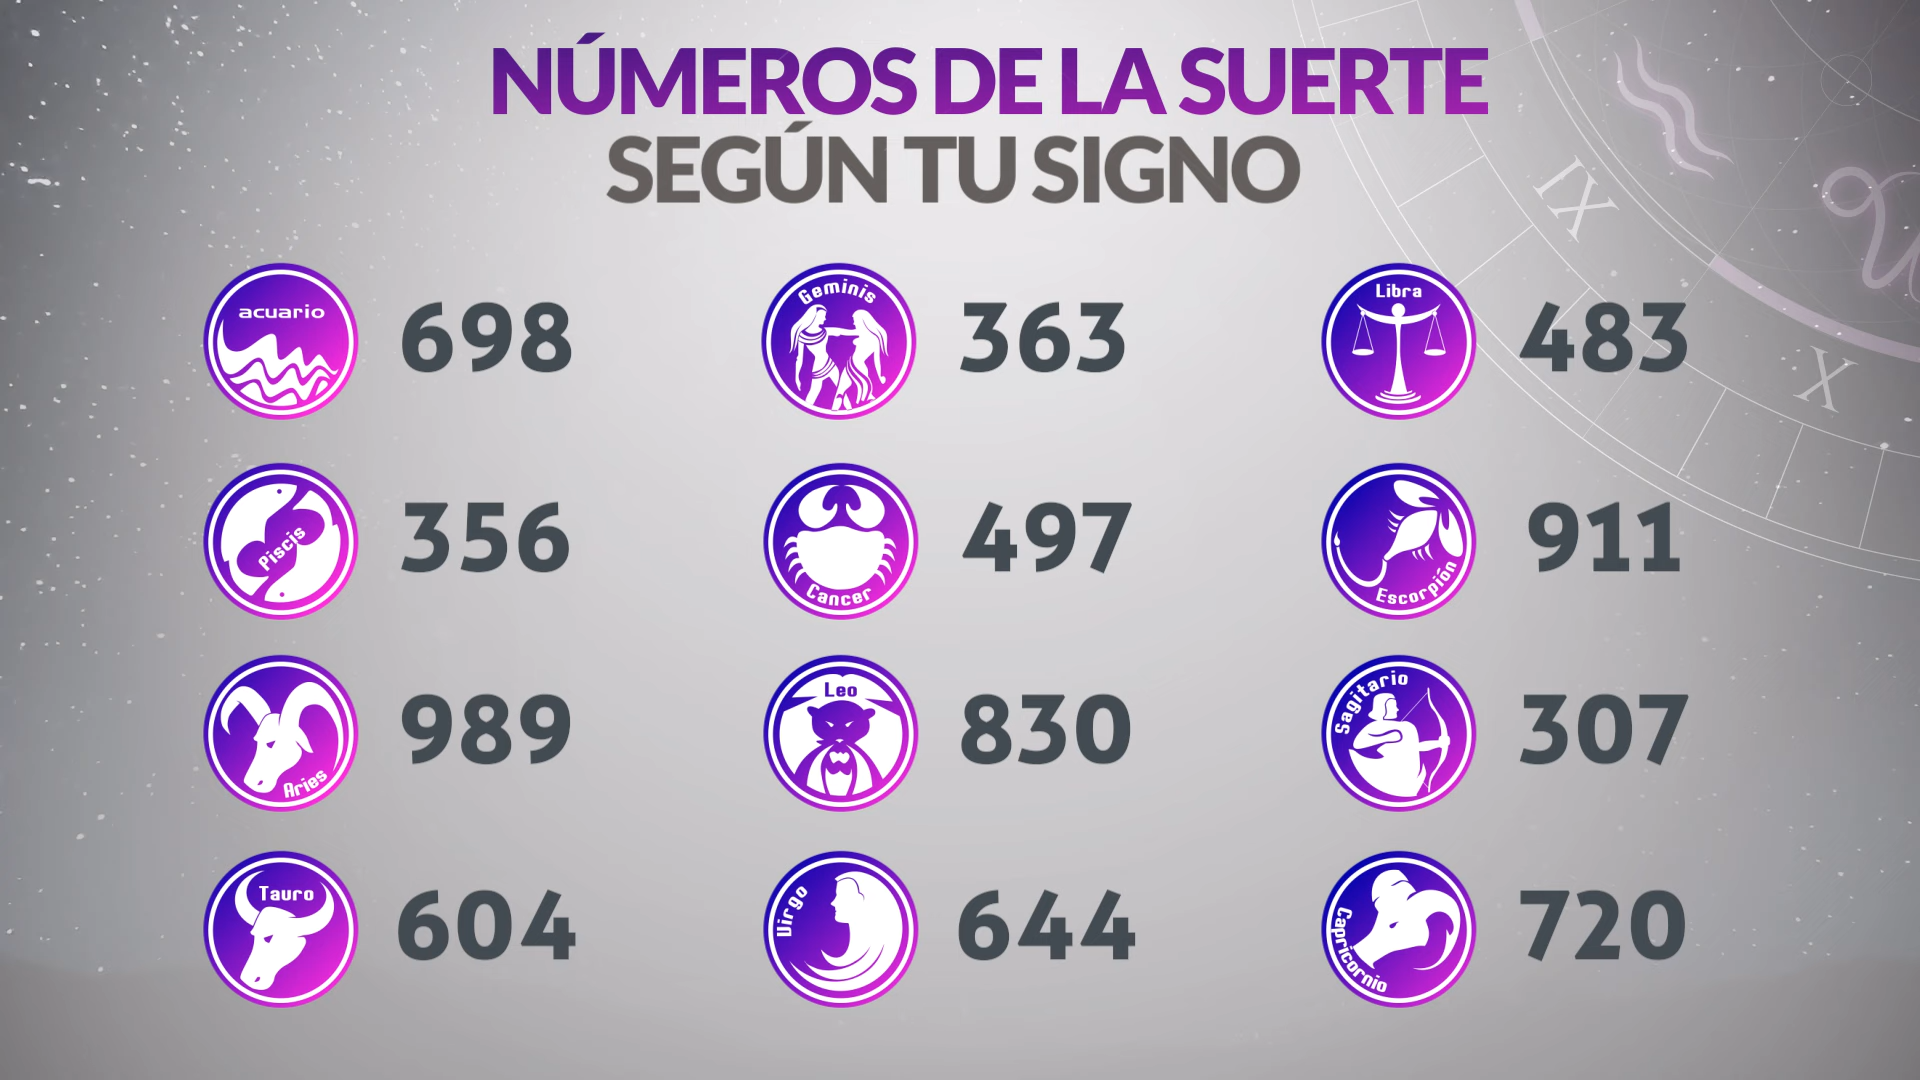 NÚMEROS DE LA SUERTE
SEGÚN TU SIGNO
acuario 698
Geminis 363
Libra 483
Piscis 356
Cancer 497
Escorpión 911
Aries 989
Leo 830
Sagitario 307
Tauro 604
Virgo 644
Capricornio 720
IX
X